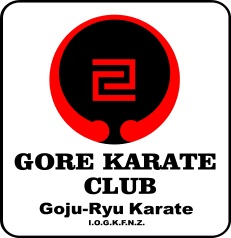 GORE KARATE
CLUB
Goju-Ryu Karate
I.O.G.K.F.N.Z.